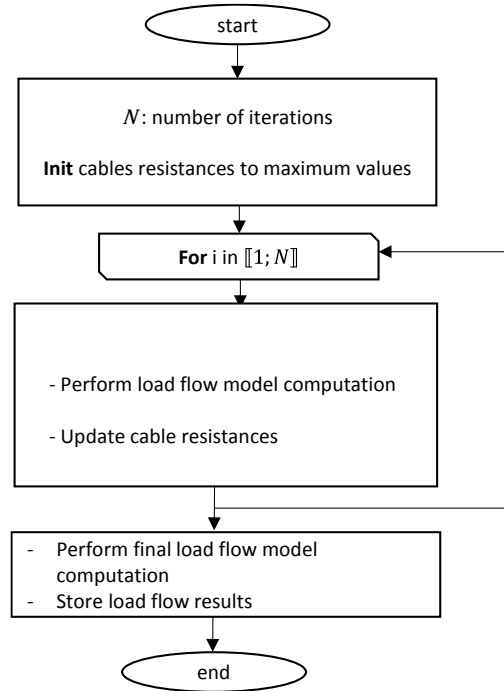 start
N: number of iterations
Init cables resistances to maximum values
For i in ⟦1; N⟧
- Perform load flow model computation
- Update cable resistances
- Perform final load flow model
computation
- Store load flow results
end